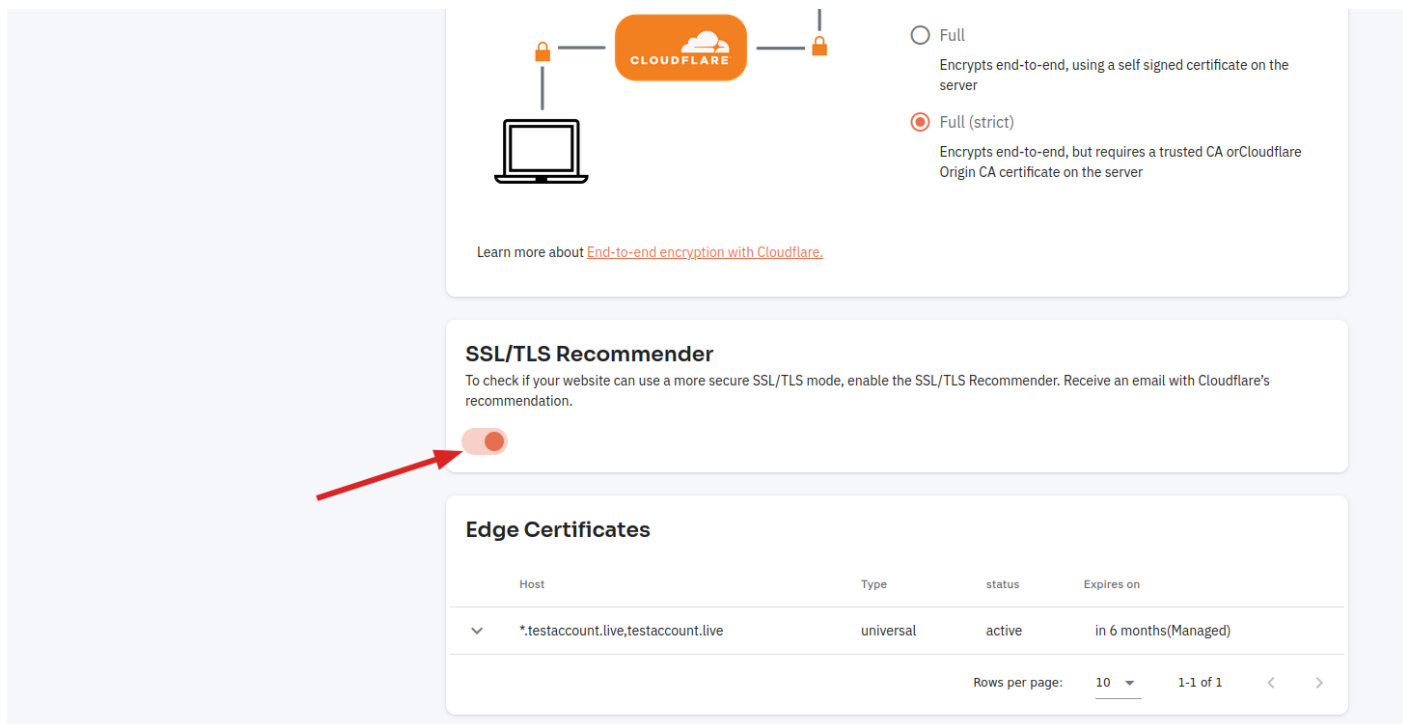 CLOUDFLARE
Full
Encrypts end-to-end, using a self signed certificate on the
server
Full (strict)
Encrypts end-to-end, but requires a trusted CA orCloudflare
Origin CA certificate on the server
Learn more about End-to-end encryption with Cloudflare.
SSL/TLS Recommender
To check if your website can use a more secure SSL/TLS mode, enable the SSL/TLS Recommender. Receive an email with Cloudflare’s
recommendation.
Edge Certificates
Host Type status Expires on
*.testaccount.live,testaccount.live universal active in 6 months(Managed)
Rows per page: 10 1-1 of 1